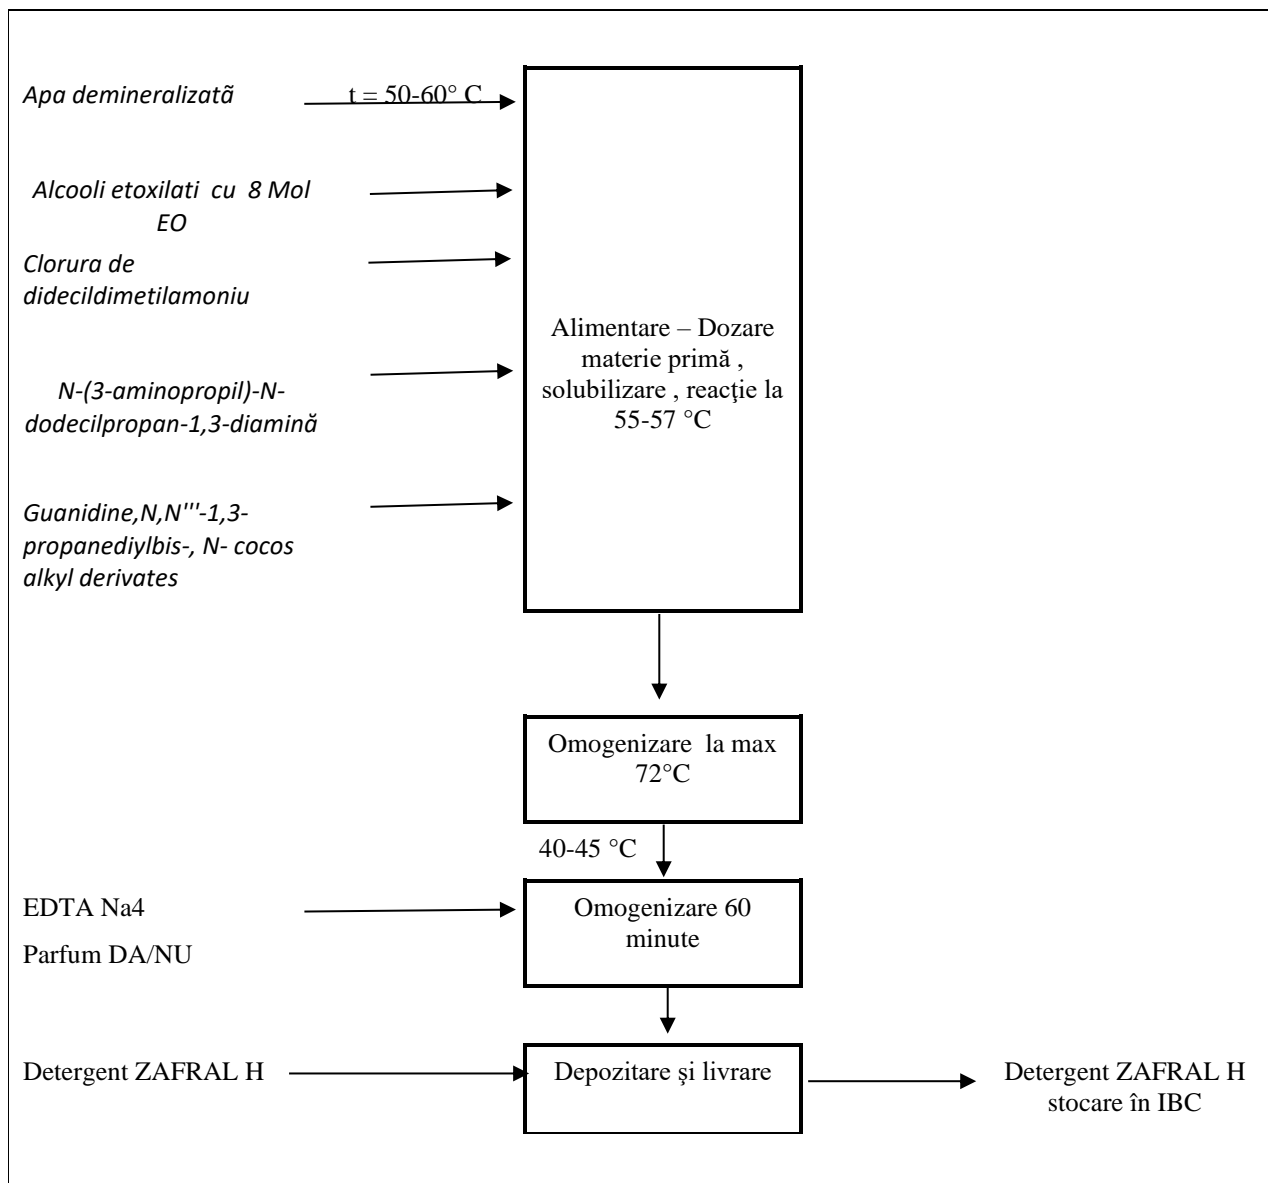 Apa demineralizatã
t = 50-60° C
Alcooli etoxilati cu 8 Mol
EO
Clorura de
didecildimetilamoniu
N-(3-aminopropil)-N-
dodecilpropan-1,3-diamină
Guanidine,N,N'''-1,3-
propanediylbis-, N- cocos
alkyl derivates
Alimentare – Dozare
materie primă ,
solubilizare , reacţie la
55-57 °C
Omogenizare la max
72°C
40-45 °C
EDTA Na4
Parfum DA/NU
Omogenizare 60
minute
Detergent ZAFRAL H
Depozitare şi livrare
Detergent ZAFRAL H
stocare în IBC